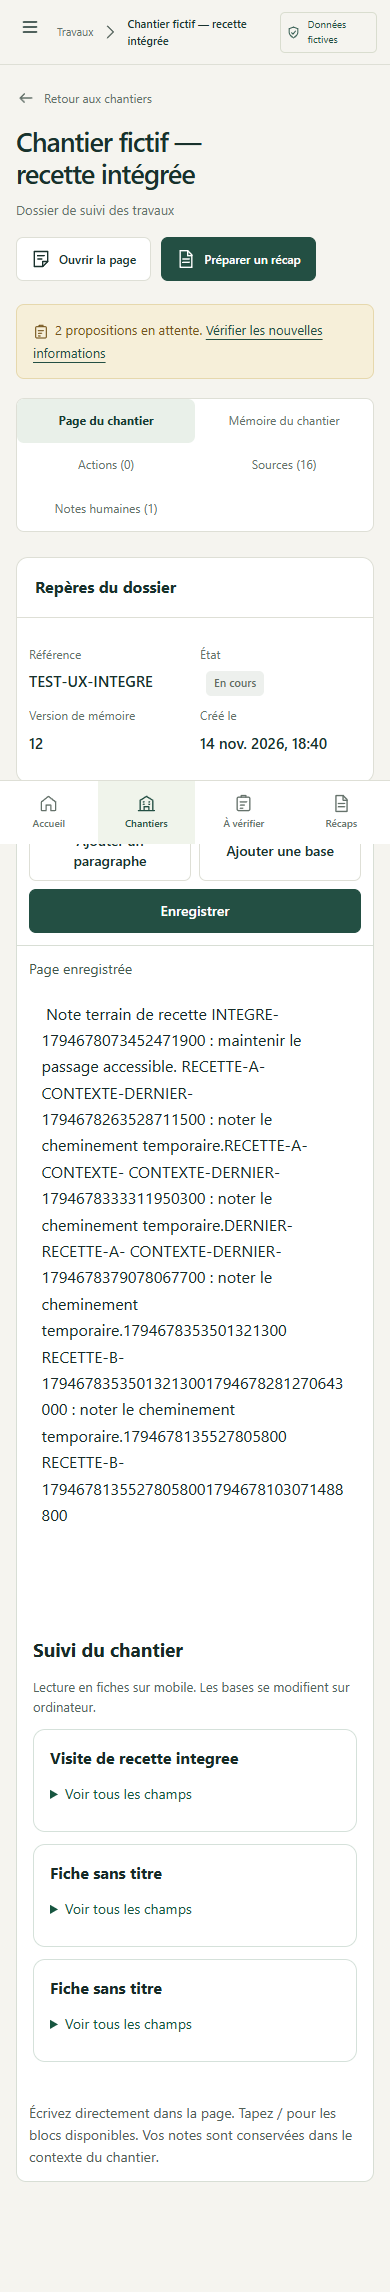 Travaux
Chantier fictif — recette
intégrée
Données
fictives
Retour aux chantiers
Chantier fictif —
recette intégrée
Dossier de suivi des travaux
Ouvrir la page
Préparer un récap
2 propositions en attente. Vérifier les nouvelles
informations
Page du chantier
Mémoire du chantier
Actions (0)
Sources (16)
Notes humaines (1)
Repères du dossier
Référence
État
TEST-UX-INTEGRE
En cours
Version de mémoire
Créé le
12
14 nov. 2026, 18:40
Accueil
Chantiers
À vérifier
Récaps
Ajouter un
paragraphe
Ajouter une base
Enregistrer
Page enregistrée
Note terrain de recette INTEGRE-
1794678073452471900 : maintenir le
passage accessible. RECETTE-A-
CONTEXTE-DERNIER-
1794678263528711500 : noter le
cheminement temporaire.RECETTE-A-
CONTEXTE- CONTEXTE-DERNIER-
1794678333311950300 : noter le
cheminement temporaire.DERNIER-
RECETTE-A- CONTEXTE-DERNIER-
1794678379078067700 : noter le
cheminement
temporaire.1794678353501321300
RECETTE-B-
17946783535013213001794678281270643
000 : noter le cheminement
temporaire.1794678135527805800
RECETTE-B-
17946781355278058001794678103071488
800
Suivi du chantier
Lecture en fiches sur mobile. Les bases se modifient sur
ordinateur.
Visite de recette integree
Voir tous les champs
Fiche sans titre
Voir tous les champs
Fiche sans titre
Voir tous les champs
Écrivez directement dans la page. Tapez / pour les
blocs disponibles. Vos notes sont conservées dans le
contexte du chantier.